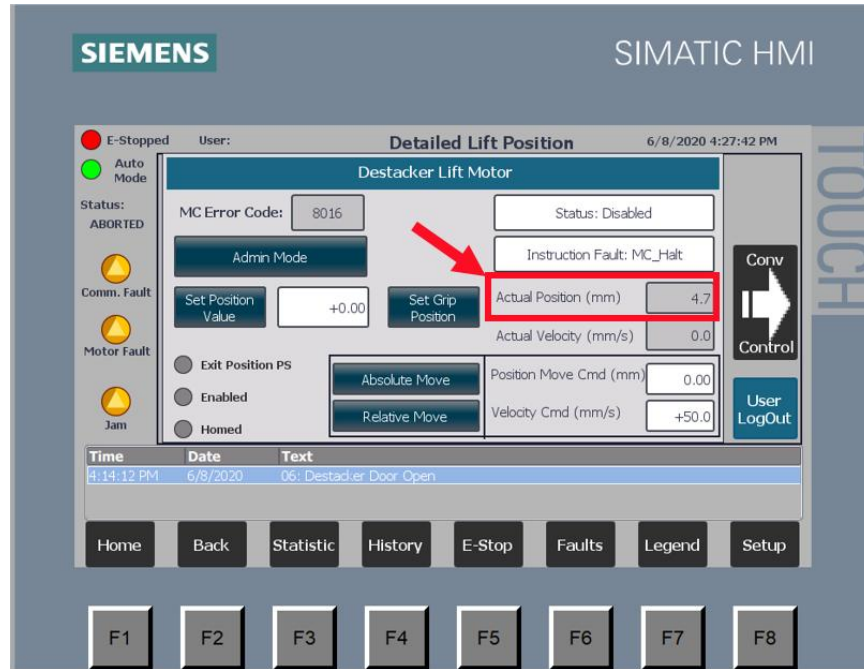 SIEMENS
SIMATIC HMI
TOUCH
E-Stopped User: Detailed Lift Position 6/8/2020 4:27:42 PM
Auto Mode
Destacker Lift Motor
Status: ABORTED
MC Error Code: 8016
Status: Disabled
Admin Mode
Instruction Fault: MC_Halt
Conv
Control
Comm. Fault
Set Position Value
+0.00
Set Grip Position
Actual Position (mm) 4.7
Actual Velocity (mm/s) 0.0
Motor Fault
Exit Position PS
Enabled
Homed
Absolute Move
Relative Move
Position Move Cmd (mm) 0.00
Velocity Cmd (mm/s) +50.0
User LogOut
Jam
Time Date Text
4:14:12 PM 6/8/2020 06: Destacker Door Open
Home Back Statistic History E-Stop Faults Legend Setup
F1 F2 F3 F4 F5 F6 F7 F8